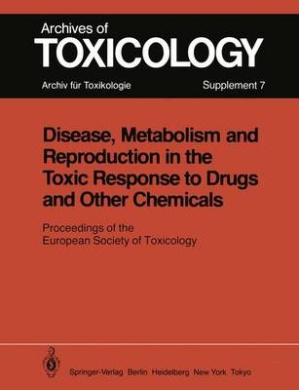 Archives of
TOXICOLOGY
Archiv für Toxikologie Supplement 7
Disease, Metabolism and
Reproduction in the
Toxic Response to Drugs
and Other Chemicals
Proceedings of the
European Society of Toxicology
Springer-Verlag Berlin Heidelberg New York Tokyo